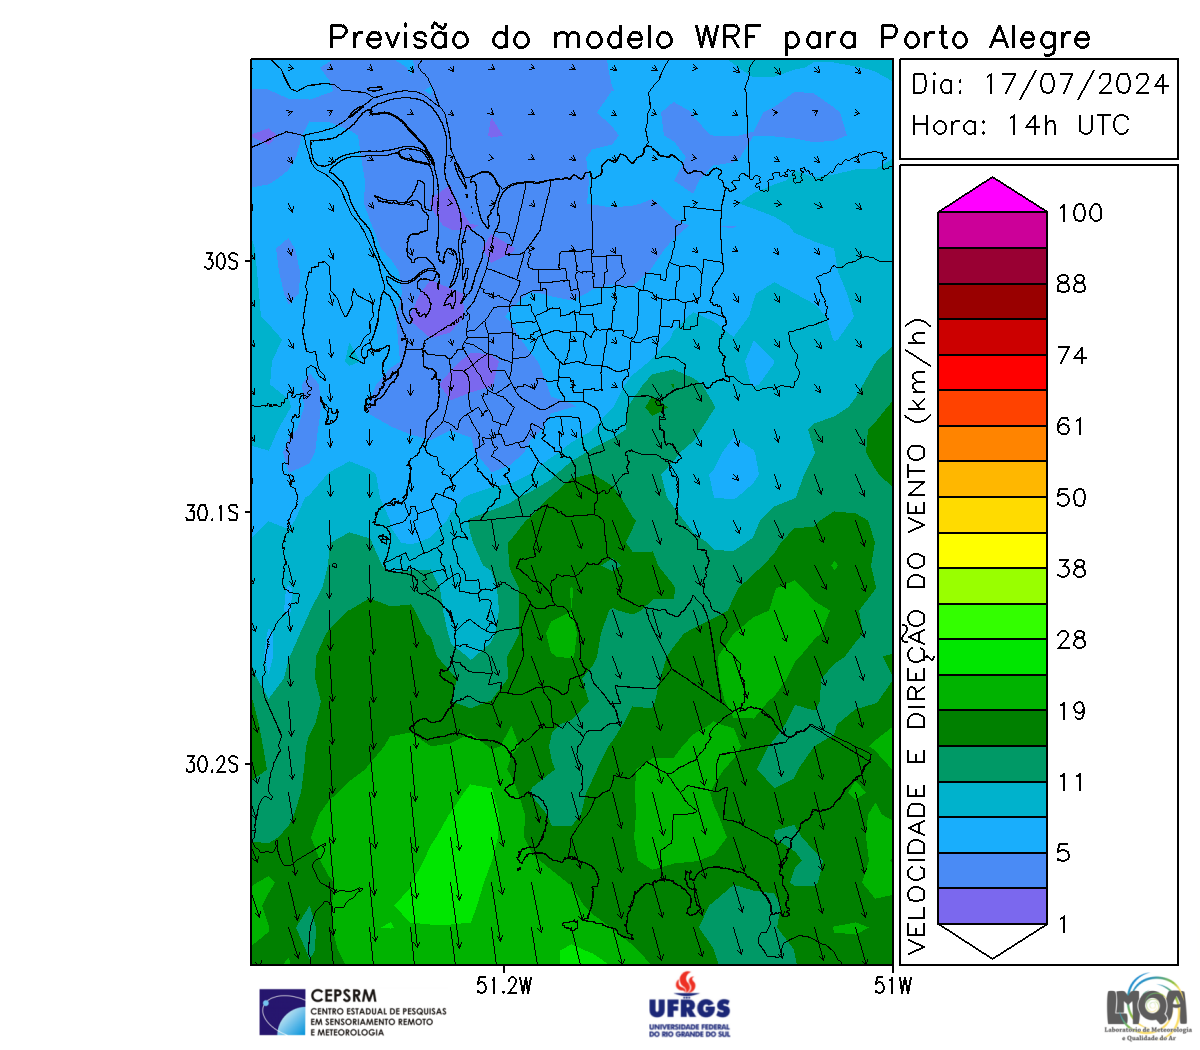 Previsão do modelo WRF para Porto Alegre
Dia: 17/07/2024
Hora: 14h UTC
30S
30.1S
30.2S
51.2W
51W
VELOCIDADE E DIREÇÃO DO VENTO (km/h)
100
88
74
61
50
38
28
19
11
5
1
CEPSRM
CENTRO ESTADUAL DE PESQUISAS
EM SENSORIAMENTO REMOTO
E METEOROLOGIA
UFRGS
UNIVERSIDADE FEDERAL
DO RIO GRANDE DO SUL
LMQA
Laboratório de Meteorologia
e Qualidade do Ar